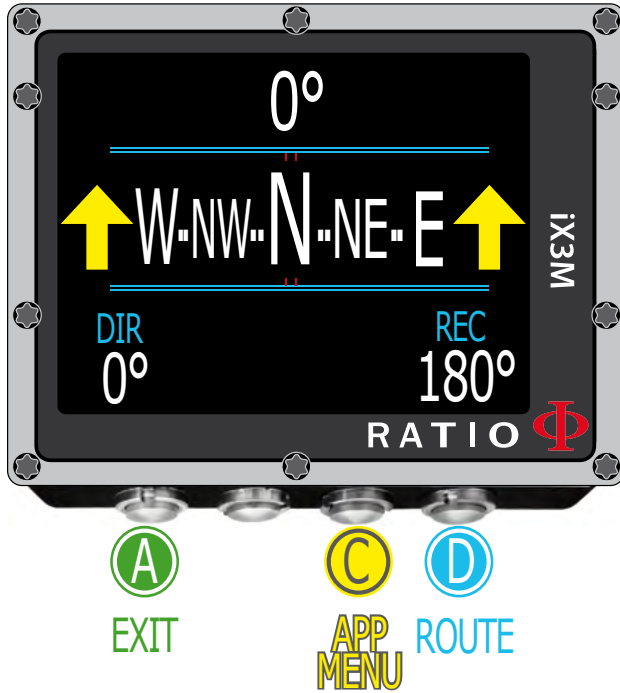 0°
W··NW··N··NE··E
DIR
REC
0°
180°
iX3M
RATIO
A
C
D
EXIT
APP
MENU
ROUTE